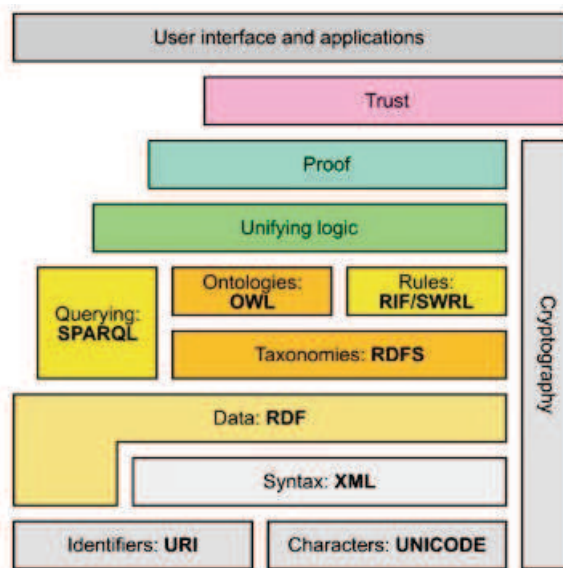 User interface and applications
Trust
Proof
Unifying logic
Ontologies:
OWL
Rules:
RIF/SWRL
Querying:
SPARQL
Taxonomies: RDFS
Data: RDF
Syntax: XML
Identifiers: URI
Characters: UNICODE
Cryptography